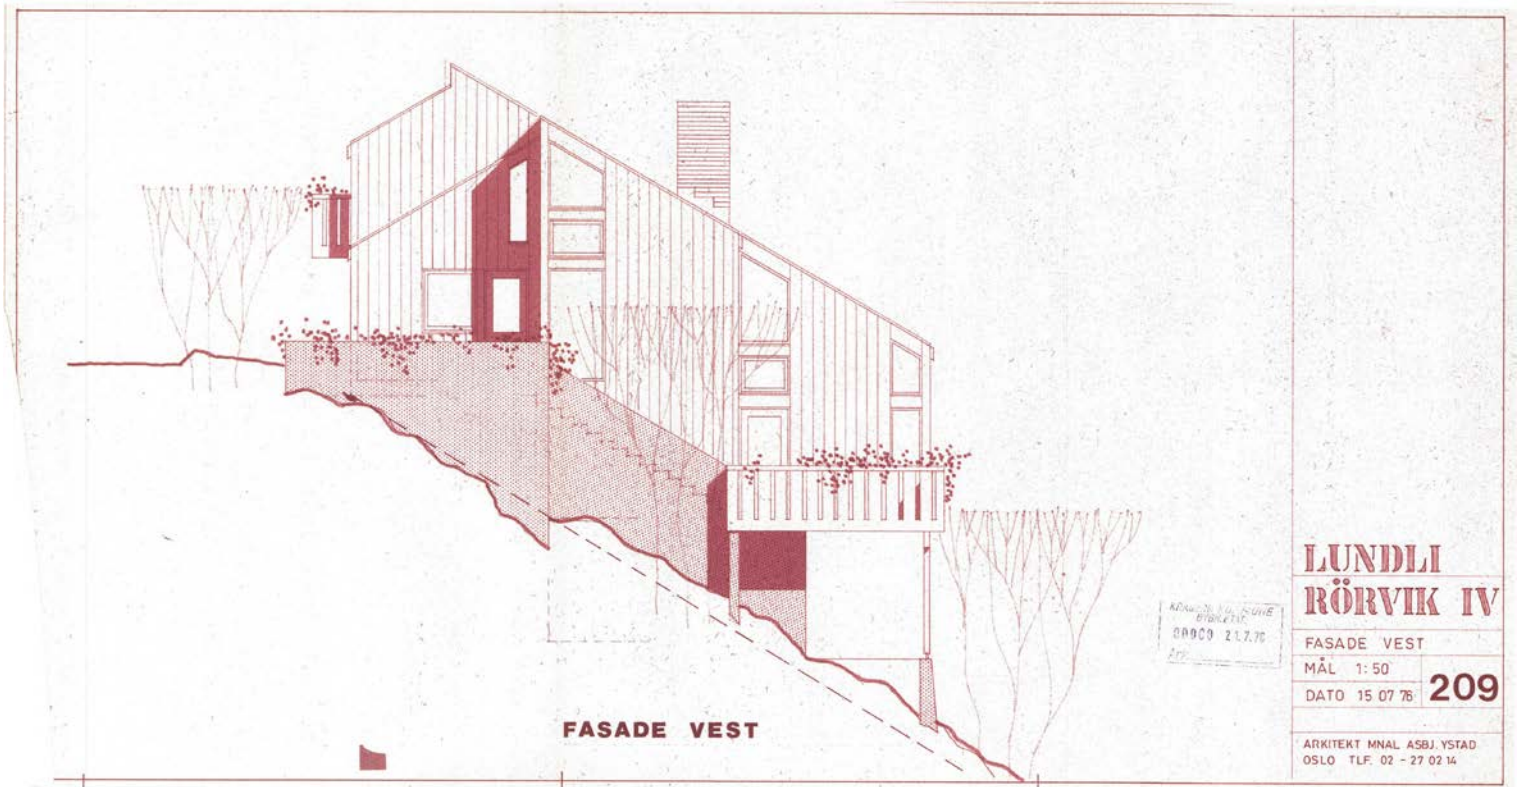 FASADE VEST
LUNDLI
RÖRVIK IV
FASADE VEST
MÅL 1:50
DATO 15 07 76
209
ARKITEKT MNAL ASBJ. YSTAD
OSLO TLF. 02 - 27 02 14